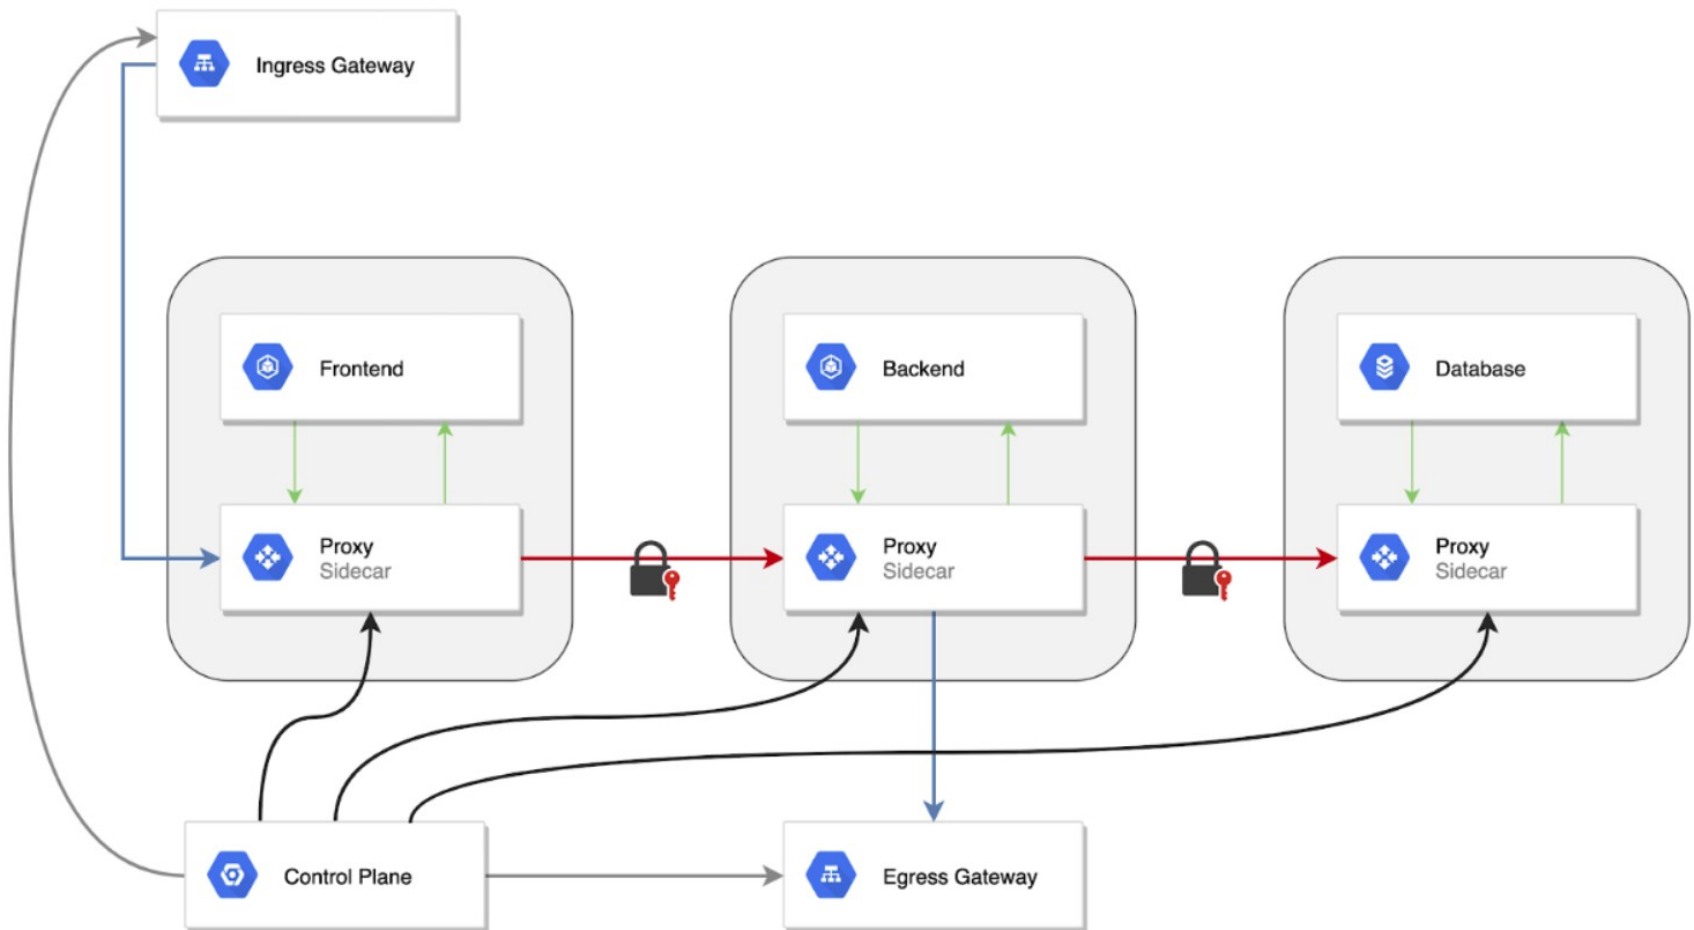 Ingress Gateway
Frontend
Backend
Database
Proxy
Sidecar
Proxy
Sidecar
Proxy
Sidecar
Control Plane
Egress Gateway